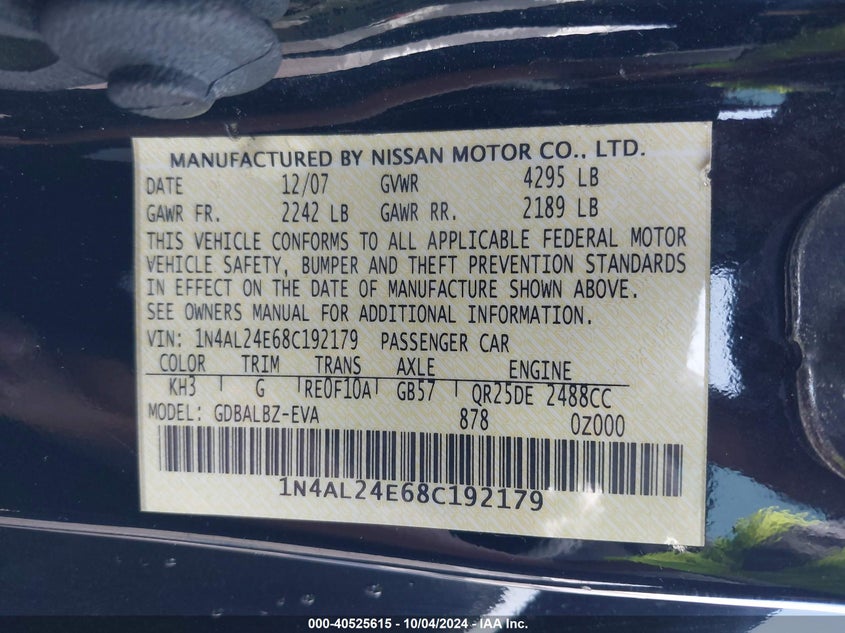 MANUFACTURED BY NISSAN MOTOR CO., LTD.
DATE 12/07 GVWR 4295 LB
GAWR FR. 2242 LB GAWR RR. 2189 LB
THIS VEHICLE CONFORMS TO ALL APPLICABLE FEDERAL MOTOR
VEHICLE SAFETY, BUMPER AND THEFT PREVENTION STANDARDS
IN EFFECT ON THE DATE OF MANUFACTURE SHOWN ABOVE.
SEE OWNERS MANUAL FOR ADDITIONAL INFORMATION.
VIN: 1N4AL24E68C192179 PASSENGER CAR
COLOR TRIM TRANS AXLE ENGINE
KH3 G RE0F10A GB57 QR25DE 2488CC
MODEL: GDBALBZ-EVA 878 0Z000
1N4AL24E68C192179
000-40525615 - 10/04/2024 - IAA Inc.